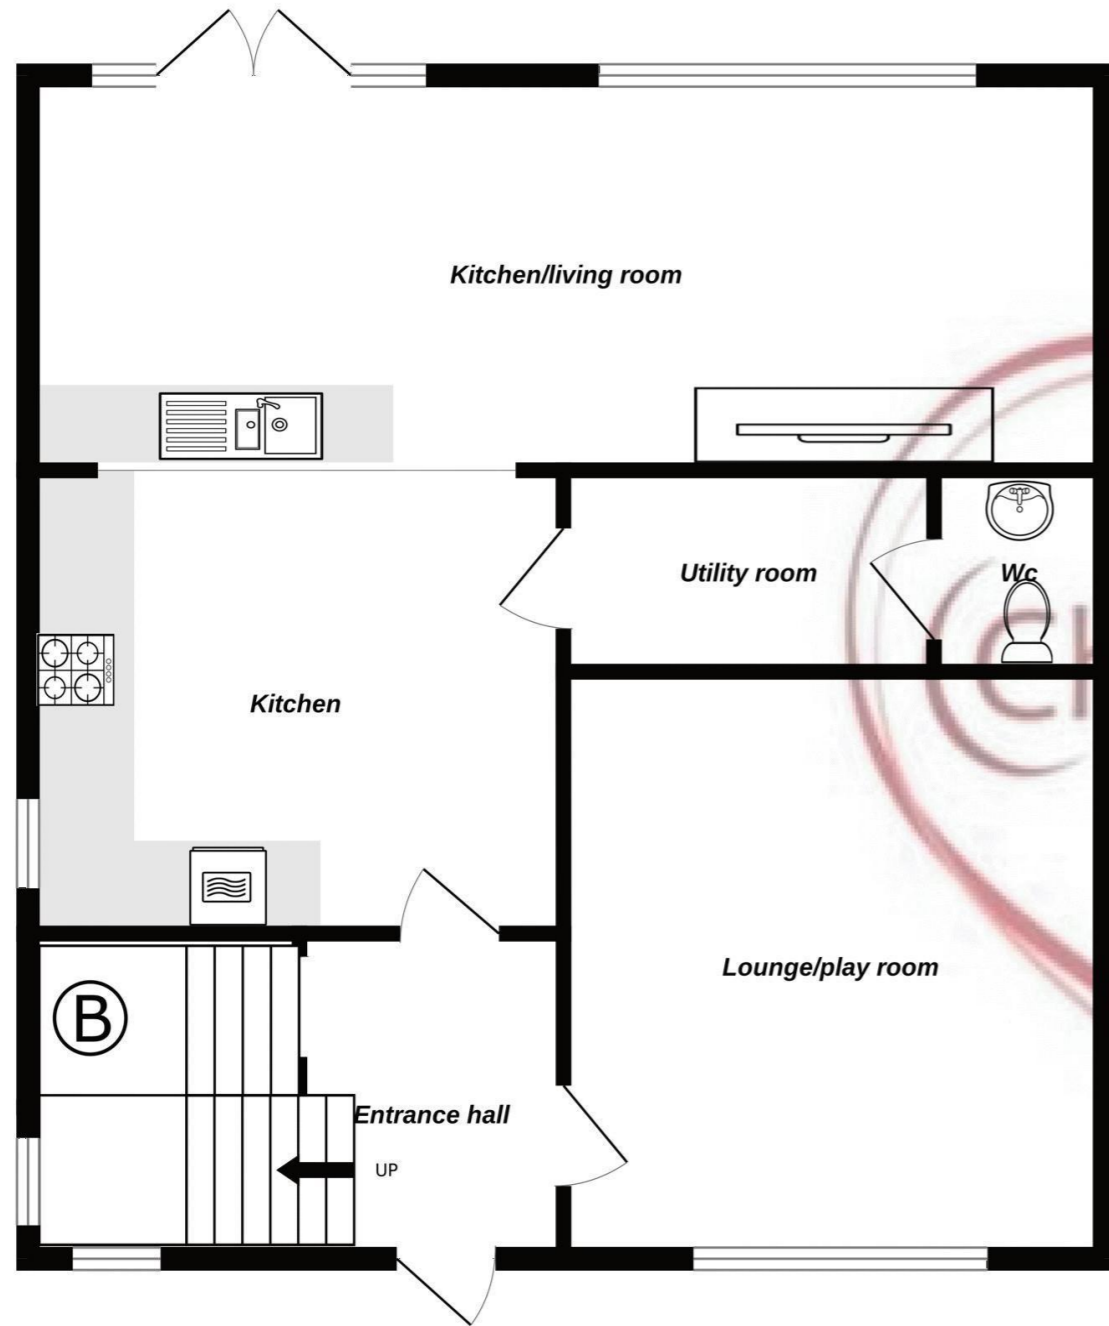 Kitchen/living room
Utility room
Wc
Kitchen
Lounge/play room
B
Entrance hall
UP